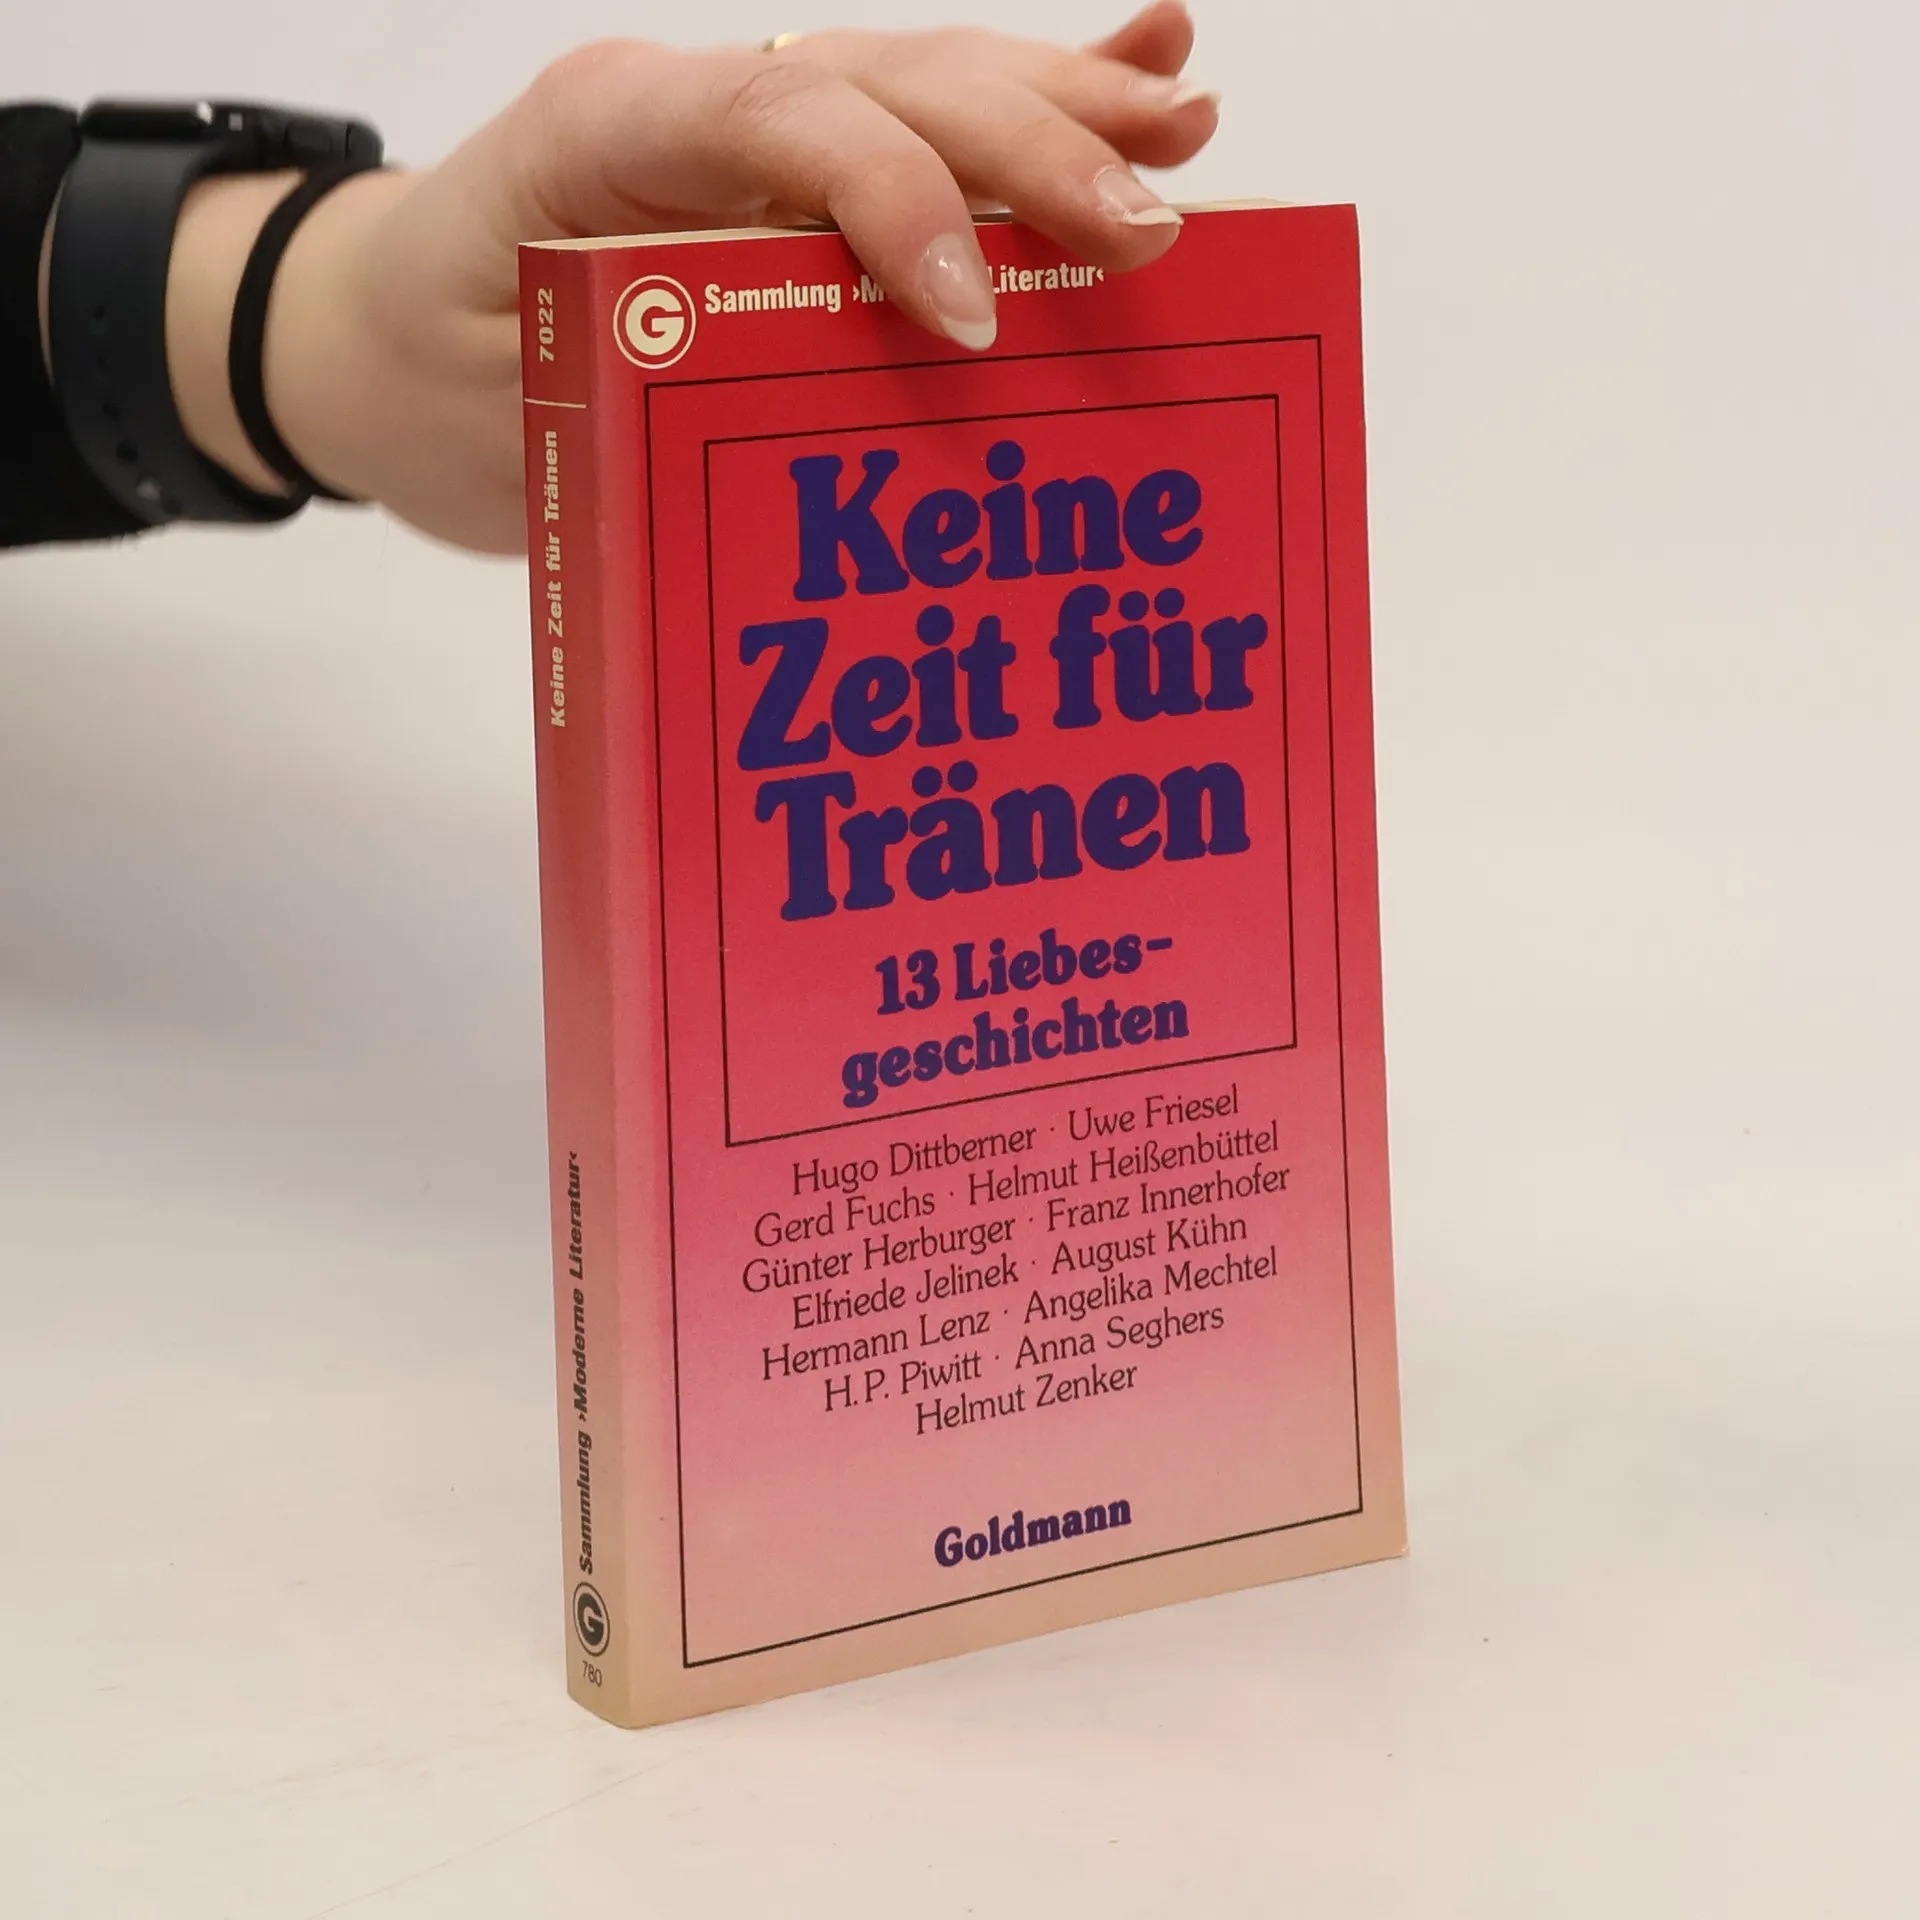 G Sammlung ›M Literatur‹
Keine
Zeit für
Tränen
13 Liebes-
geschichten
Hugo Dittberner · Uwe Friesel
Gerd Fuchs · Helmut Heißenbüttel
Günter Herburger · Franz Innerhofer
Elfriede Jelinek · August Kühn
Hermann Lenz · Angelika Mechtel
H. P. Piwitt · Anna Seghers
Helmut Zenker
Goldmann
7022
Keine Zeit für Tränen
Sammlung ›Moderne Literatur‹
G
780